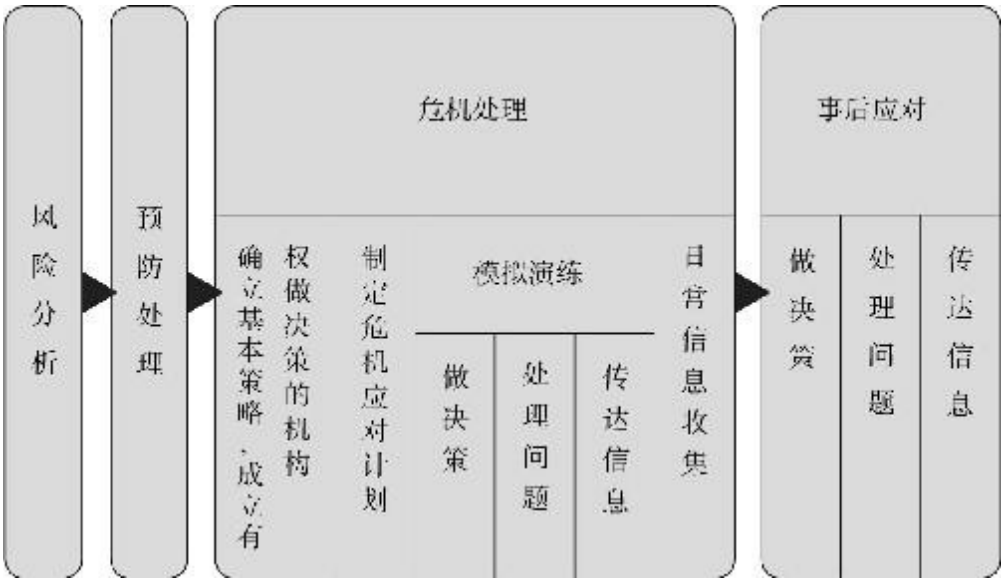 风险分析
预防处理
危机处理
确立基本策略,成立有
权做决策的机构
制定危机应对计划
模拟演练
做决策
处理问题
传达信息
日常信息收集
事后应对
做决策
处理问题
传达信息